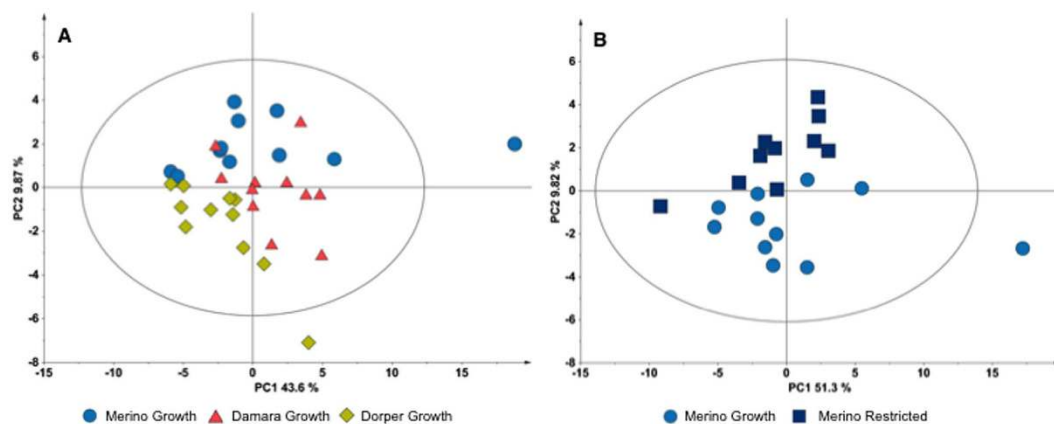 A
6
4
2
0
-2
-4
-6
-8
PC2 9.87 %
-15 -10 -5 0 5 10 15
PC1 43.6 %
Merino Growth Damara Growth Dorper Growth
B
6
4
2
0
-2
-4
-6
-8
PC2 9.82 %
-15 -10 -5 0 5 10 15
PC1 51.3 %
Merino Growth Merino Restricted